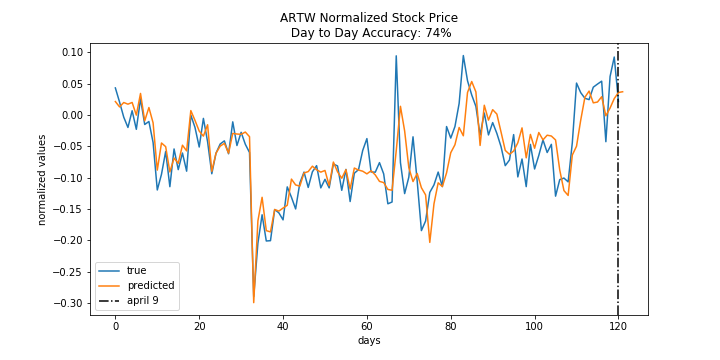 ARTW Normalized Stock Price
Day to Day Accuracy: 74%
normalized values
0.10
0.05
0.00
−0.05
−0.10
−0.15
−0.20
−0.25
−0.30
true
predicted
april 9
0 20 40 60 80 100 120
days